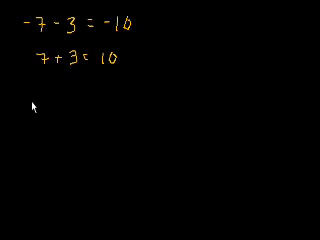 -7 - 3 = -10
7 + 3 = 10